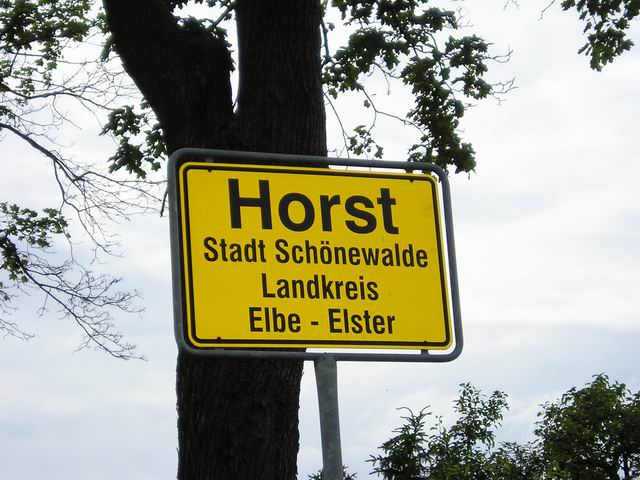 Horst
Stadt Schönewalde
Landkreis
Elbe - Elster